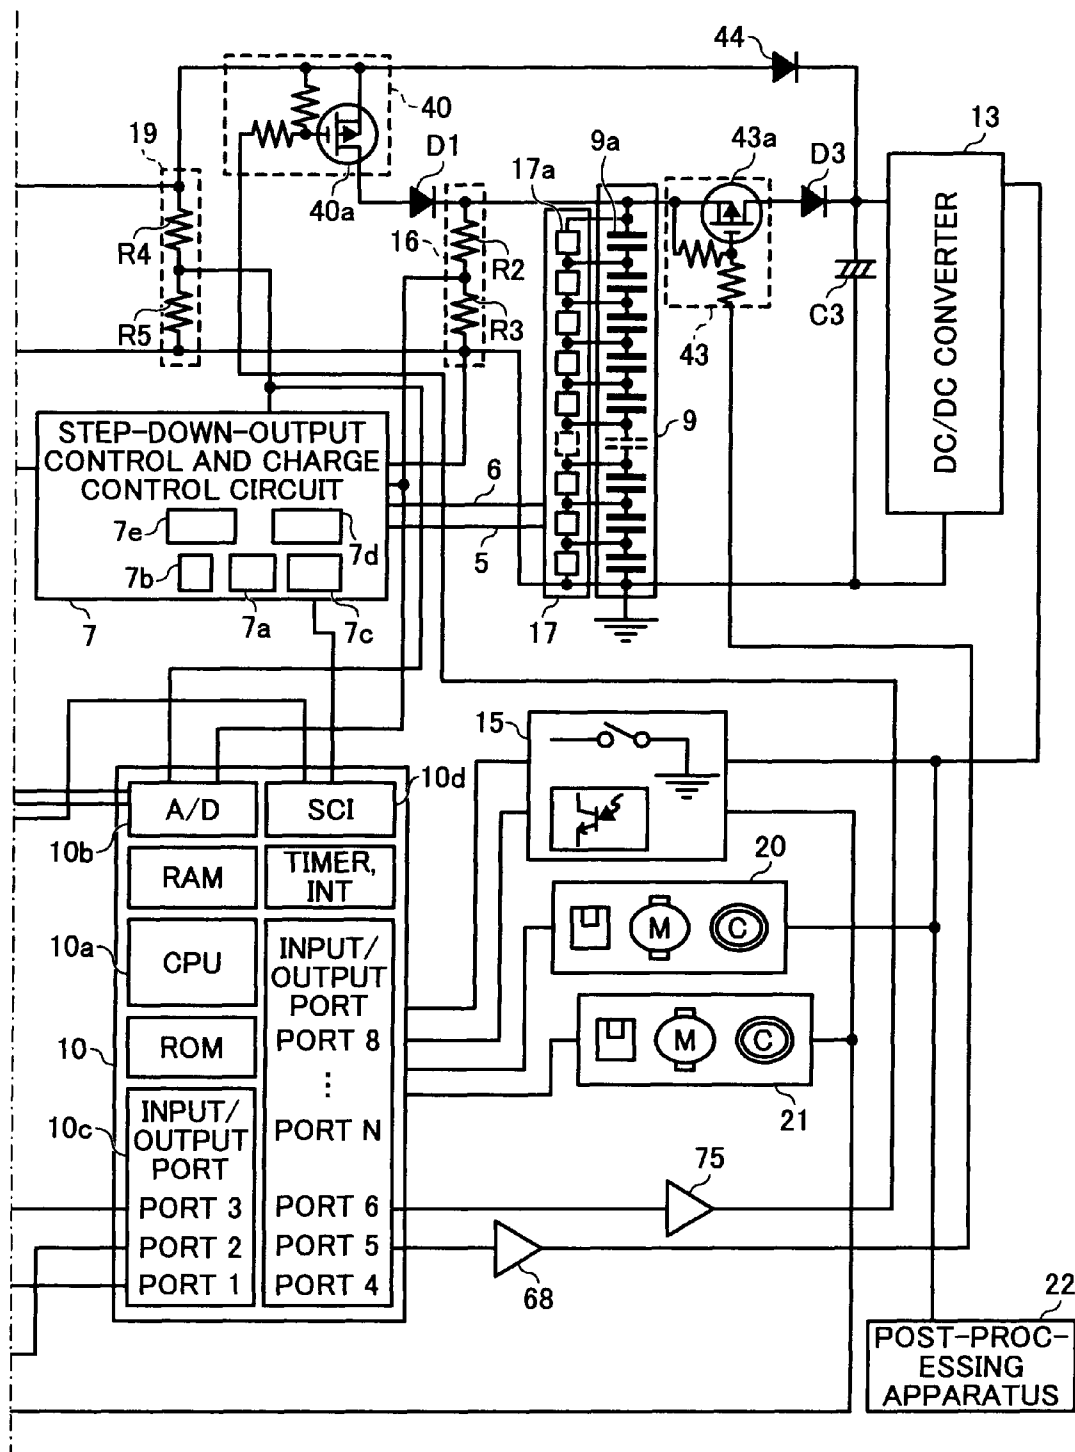 44
40
19
40a
D1
16
R4
R5
R2
R3
17a
9a
43a
D3
13
DC/DC CONVERTER
C3
43
9
STEP-DOWN-OUTPUT
CONTROL AND CHARGE
CONTROL CIRCUIT
7e
7d
7b
7a
7c
7
6
5
17
15
10d
A/D
SCI
10b
RAM
TIMER,
INT
10a
CPU
INPUT/
OUTPUT
PORT
PORT 8
PORT N
PORT 6
PORT 5
PORT 4
10
ROM
10c
INPUT/
OUTPUT
PORT
PORT 3
PORT 2
PORT 1
20
M
C
M
C
21
75
68
22
POST-PROC-
ESSING
APPARATUS